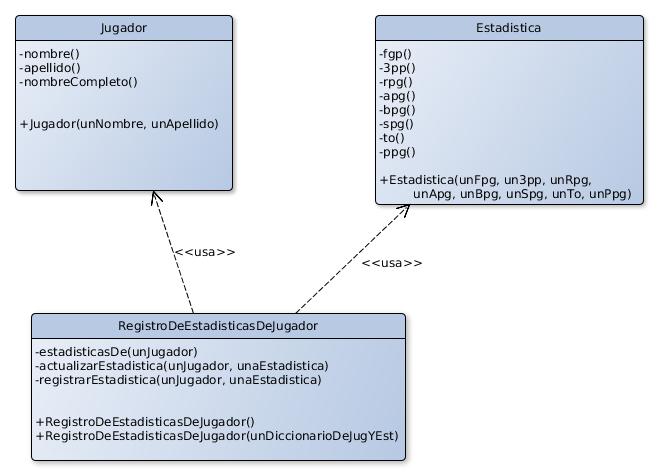 Jugador
-nombre()
-apellido()
-nombreCompleto()
+Jugador(unNombre, unApellido)
Estadistica
-fgp()
-3pp()
-rpg()
-apg()
-bpg()
-spg()
-to()
-ppg()
+Estadistica(unFpg, un3pp, unRpg,
unApg, unBpg, unSpg, unTo, unPpg)
<<usa>>
<<usa>>
RegistroDeEstadisticasDeJugador
-estadisticasDe(unJugador)
-actualizarEstadistica(unJugador, unaEstadistica)
-registrarEstadistica(unJugador, unaEstadistica)
+RegistroDeEstadisticasDeJugador()
+RegistroDeEstadisticasDeJugador(unDiccionarioDeJugYEst)